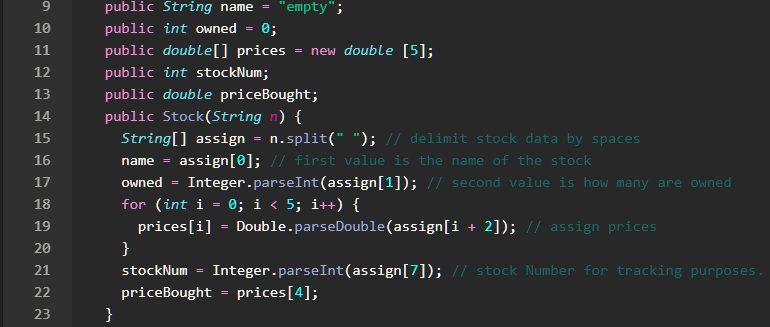 9 public String name = "empty";
10 public int owned = 0;
11 public double[] prices = new double [5];
12 public int stockNum;
13 public double priceBought;
14 public Stock(String n) {
15 String[] assign = n.split(" "); // delimit stock data by spaces
16 name = assign[0]; // first value is the name of the stock
17 owned = Integer.parseInt(assign[1]); // second value is how many are owned
18 for (int i = 0; i < 5; i++) {
19 prices[i] = Double.parseDouble(assign[i + 2]); // assign prices
20 }
21 stockNum = Integer.parseInt(assign[7]); // stock Number for tracking purposes.
22 priceBought = prices[4];
23 }